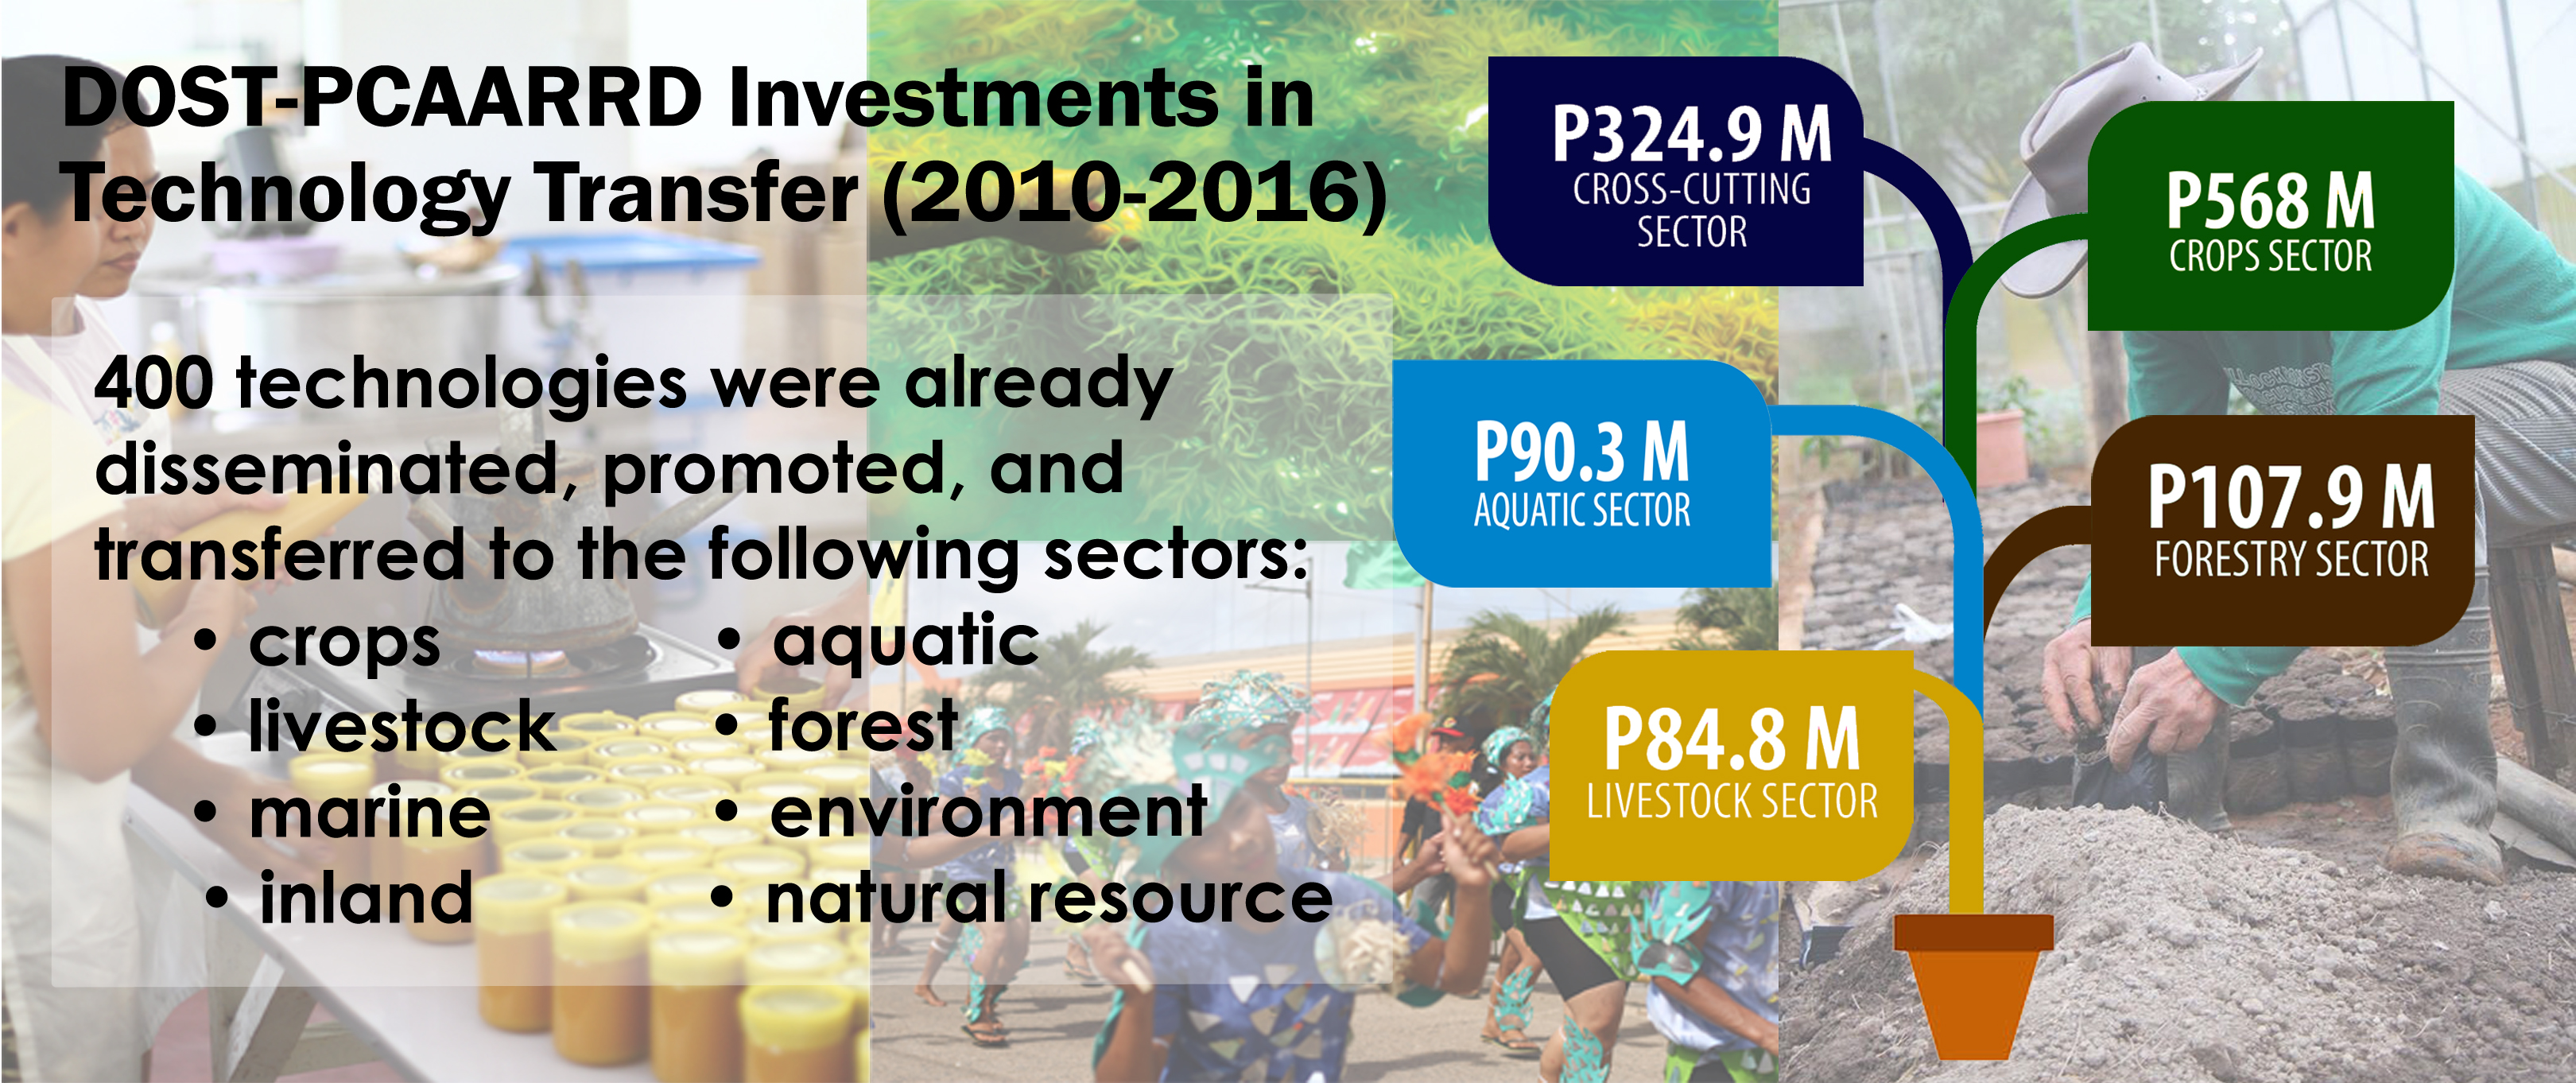 DOST-PCAARRD Investments in
Technology Transfer (2010-2016)
400 technologies were already
disseminated, promoted, and
transferred to the following sectors:
• crops
• livestock
• marine
• inland
• aquatic
• forest
• environment
• natural resource
P324.9 M
CROSS-CUTTING
SECTOR
P568 M
CROPS SECTOR
P90.3 M
AQUATIC SECTOR
P107.9 M
FORESTRY SECTOR
P84.8 M
LIVESTOCK SECTOR